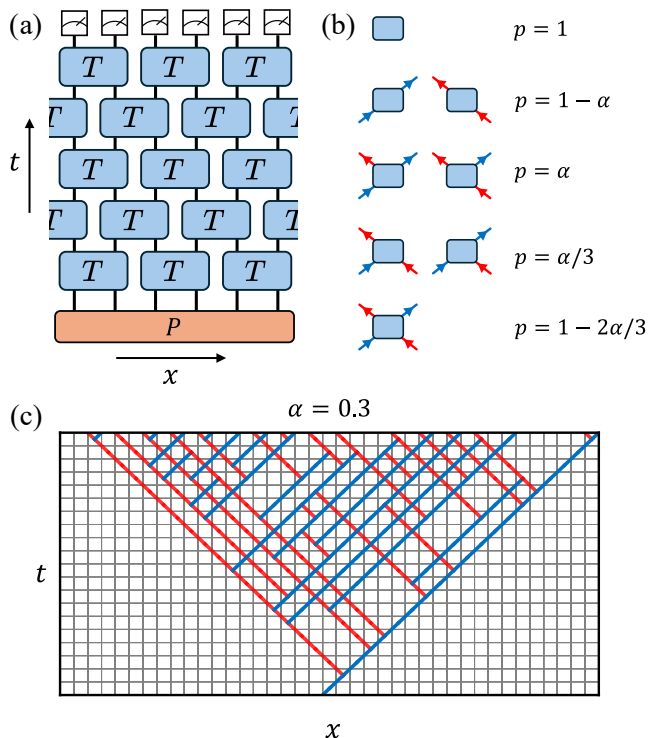 (a)
T T T
T T T T
T T T
T T T T
T T T
P
t
x
(b)
p = 1
p = 1 − α
p = α
p = α/3
p = 1 − 2α/3
(c)
α = 0.3
t
x